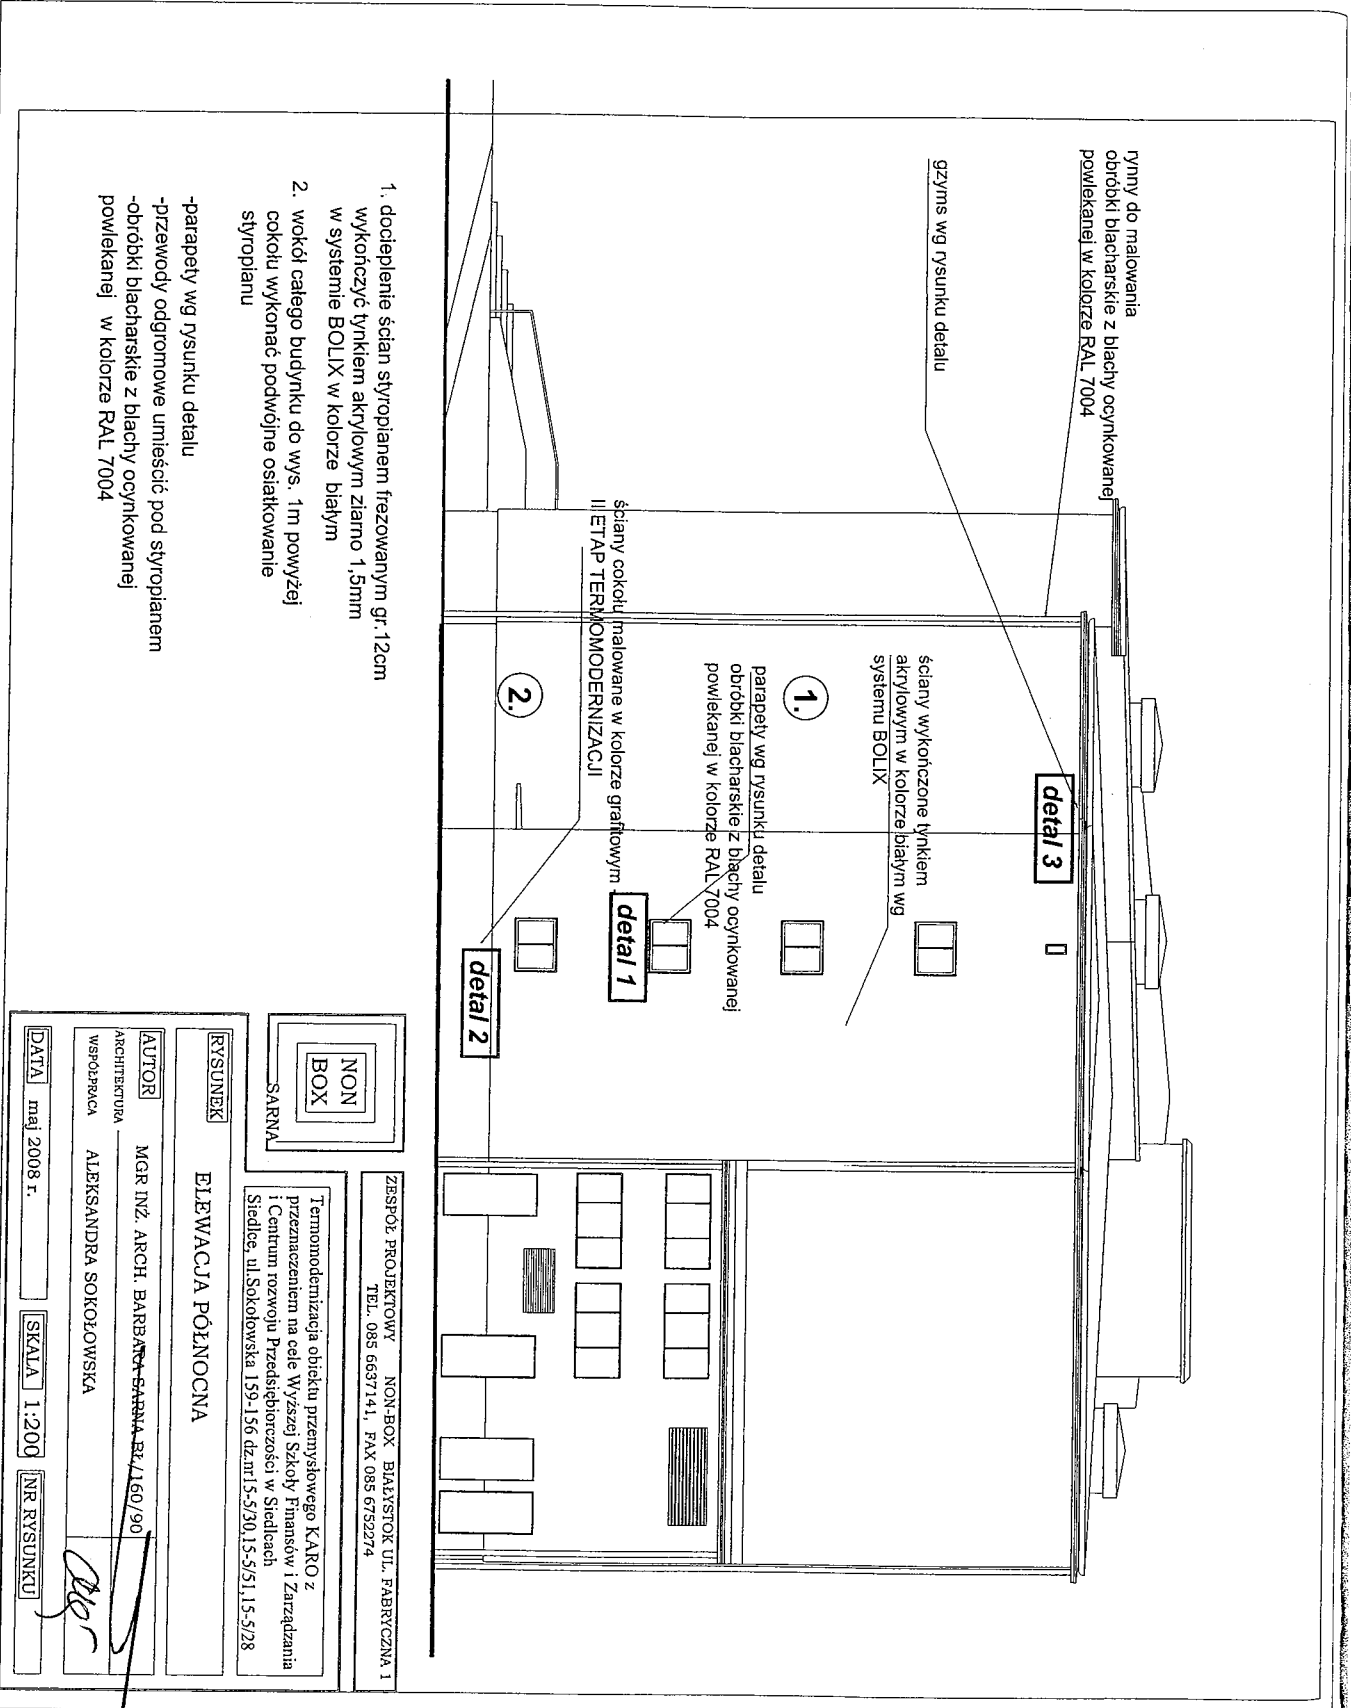 rynny do malowania
obróbki blacharskie z blachy ocynkowanej
powlekanej w kolorze RAL 7004
gzyms wg rysunku detalu
detal 3
ściany wykończone tynkiem
akrylowym w kolorze białym wg
systemu BOLIX
1.
parapety wg rysunku detalu
obróbki blacharskie z blachy ocynkowanej
powlekanej w kolorze RAL 7004
detal 1
ściany cokołu malowane w kolorze grafitowym -
III ETAP TERMOMODERNIZACJI
2.
detal 2
1. docieplenie ścian styropianem frezowanym gr.12cm
wykończyć tynkiem akrylowym ziarno 1,5mm
w systemie BOLIX w kolorze białym
2. wokół całego budynku do wys. 1m powyżej
cokołu wykonać podwójne osiatkowanie
styropianu
-parapety wg rysunku detalu
-przewody odgromowe umieścić pod styropianem
-obróbki blacharskie z blachy ocynkowanej
powlekanej w kolorze RAL 7004
NON
BOX
SARNA
ZESPÓŁ PROJEKTOWY NON-BOX BIAŁYSTOK UL. FABRYCZNA 1
TEL. 085 6637141, FAX 085 6752274
Termomodernizacja obiektu przemysłowego KARO z
przeznaczeniem na cele Wyższej Szkoły Finansów i Zarządzania
i Centrum rozwoju Przedsiębiorczości w Siedlcach
Siedlce, ul.Sokołowska 159-156 dz.nr15-5/30,15-5/51,15-5/28
RYSUNEK
ELEWACJA PÓŁNOCNA
AUTOR
ARCHITEKTURA
MGR INŻ. ARCH. BARBARA SARNA BŁ/160/90
WSPÓŁPRACA ALEKSANDRA SOKOŁOWSKA
DATA maj 2008 r. SKALA 1:200 NR RYSUNKU